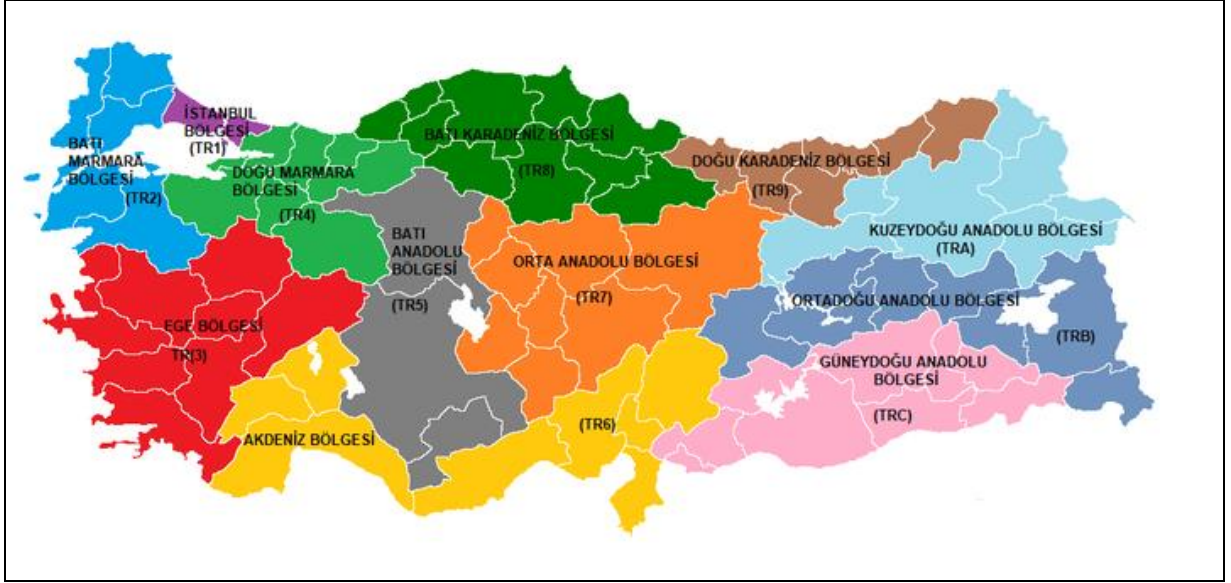 İSTANBUL
BÖLGESİ
(TR1)
BATI
MARMARA
BÖLGESİ
(TR2)
DOĞU MARMARA
BÖLGESİ
(TR4)
BATI KARADENİZ BÖLGESİ
(TR8)
DOĞU KARADENİZ BÖLGESİ
(TR9)
KUZEYDOĞU ANADOLU BÖLGESİ
(TRA)
BATI
ANADOLU
BÖLGESİ
(TR5)
ORTA ANADOLU BÖLGESİ
(TR7)
ORTADOĞU ANADOLU BÖLGESİ
(TRB)
EGE BÖLGESİ
TR(3)
GÜNEYDOĞU ANADOLU
BÖLGESİ
(TRC)
AKDENİZ BÖLGESİ
(TR6)